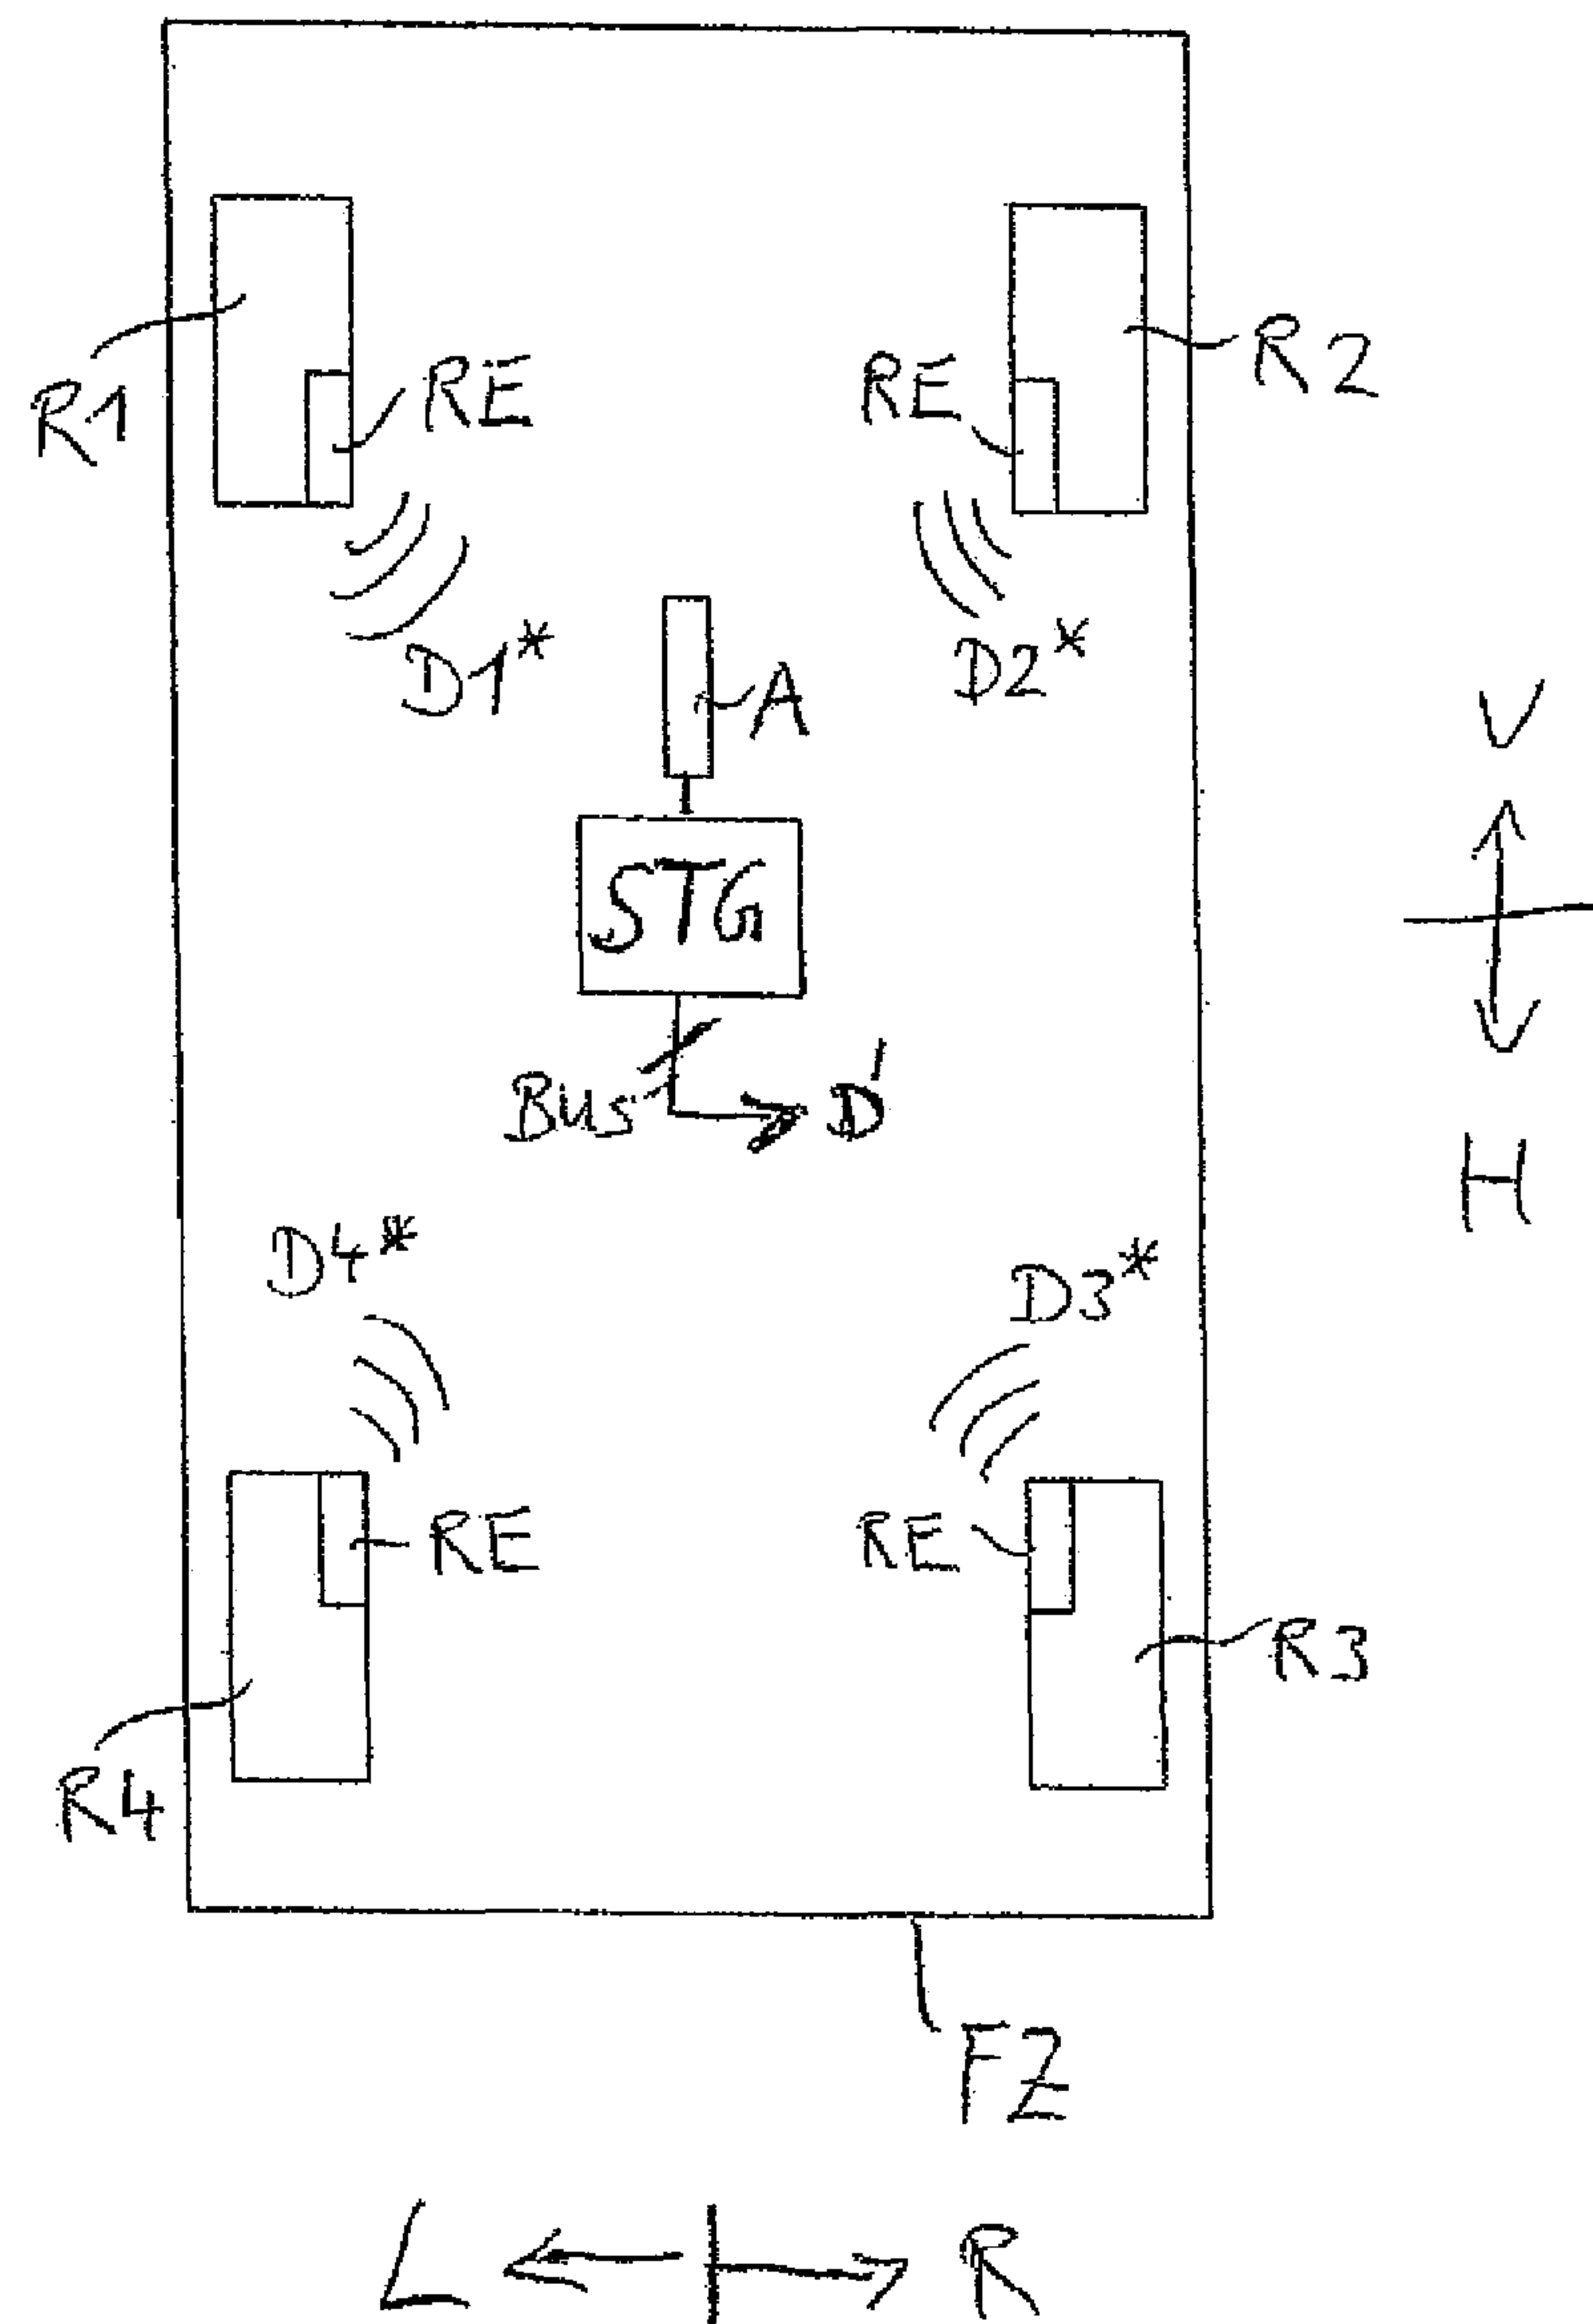 R1
RE
RE
R2
D1*
A
D2*
V
STG
Bus
D'
H
D4*
D3*
RE
RE
R3
R4
FZ
L
R